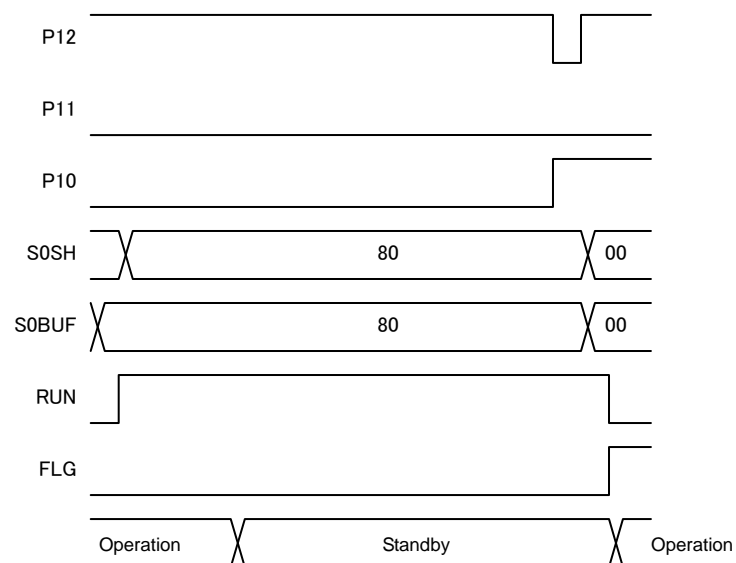 P12
P11
P10
S0SH 80 00
S0BUF 80 00
RUN
FLG
Operation Standby Operation